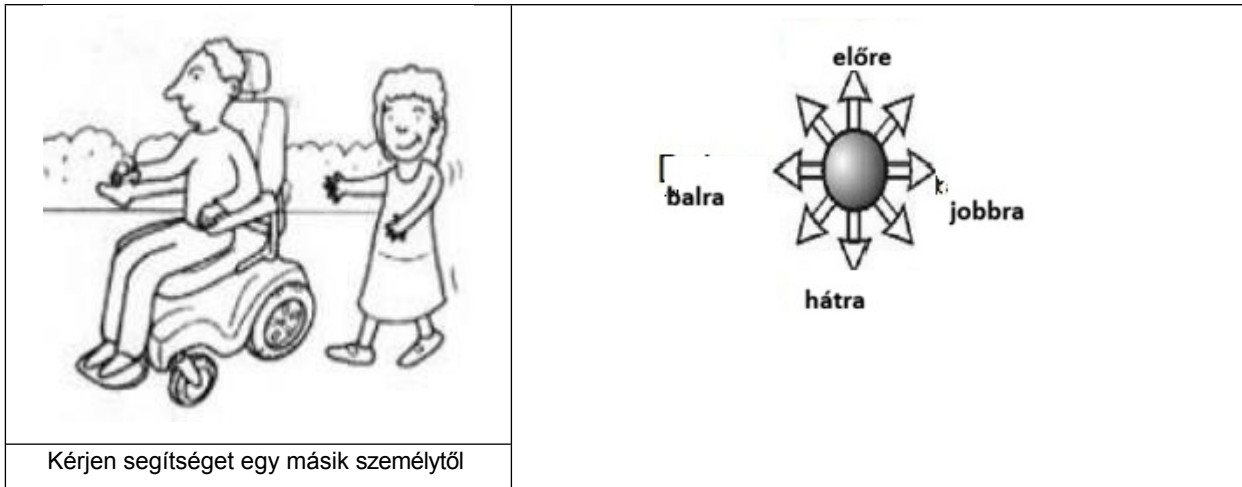 előre
balra
jobbra
hátra
Kérjen segítséget egy másik személytől